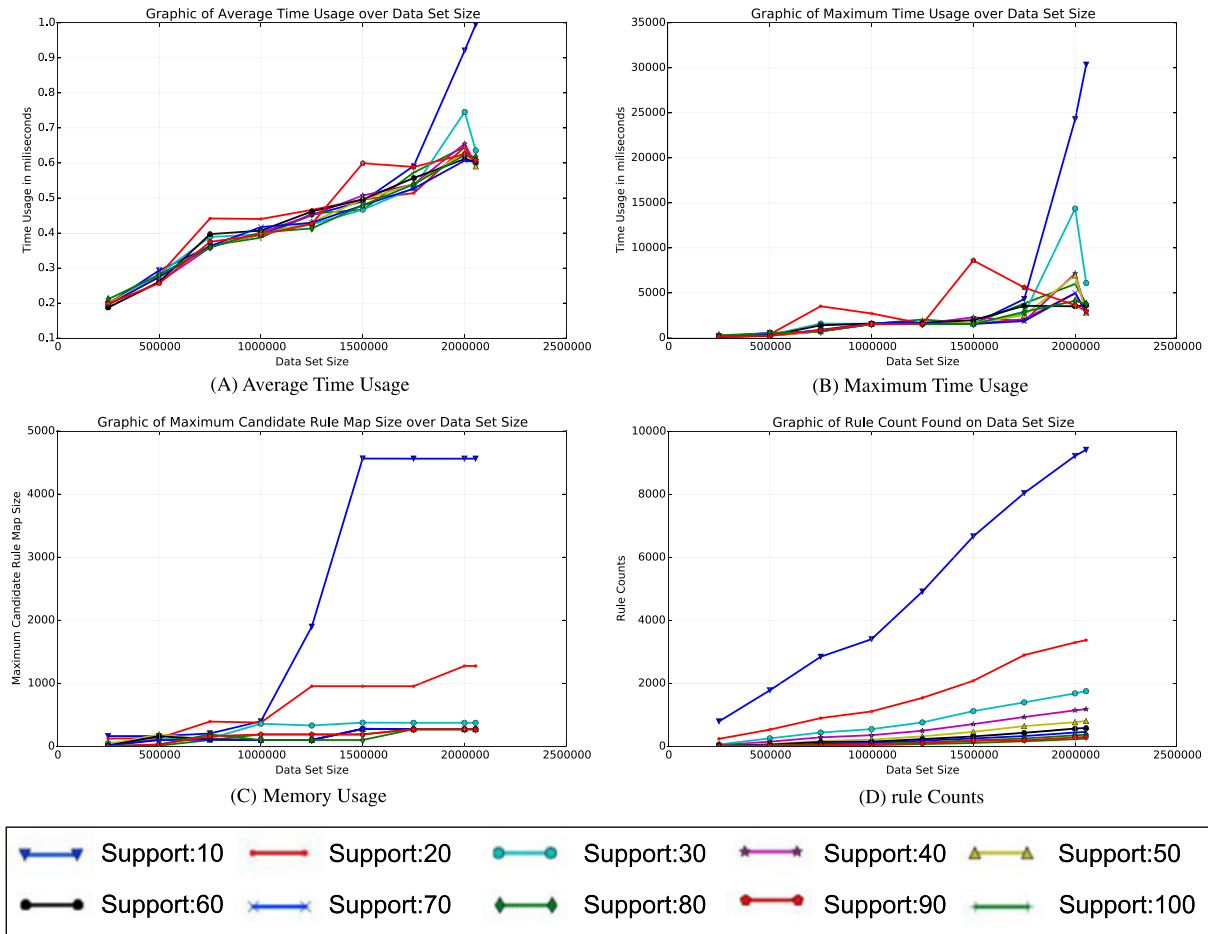 Graphic of Average Time Usage over Data Set Size
1.0
0.9
0.8
0.7
0.6
0.5
0.4
0.3
0.2
0.1
Time Usage in miliseconds
0
500000
1000000
1500000
2000000
2500000
Data Set Size
(A) Average Time Usage
Graphic of Maximum Time Usage over Data Set Size
35000
30000
25000
20000
15000
10000
5000
0
Time Usage in miliseconds
0
500000
1000000
1500000
2000000
2500000
Data Set Size
(B) Maximum Time Usage
Graphic of Maximum Candidate Rule Map Size over Data Set Size
5000
4000
3000
2000
1000
0
Maximum Candidate Rule Map Size
0
500000
1000000
1500000
2000000
2500000
Data Set Size
(C) Memory Usage
Graphic of Rule Count Found on Data Set Size
10000
8000
6000
4000
2000
0
Rule Counts
0
500000
1000000
1500000
2000000
2500000
Data Set Size
(D) rule Counts
Support:10
Support:20
Support:30
Support:40
Support:50
Support:60
Support:70
Support:80
Support:90
Support:100